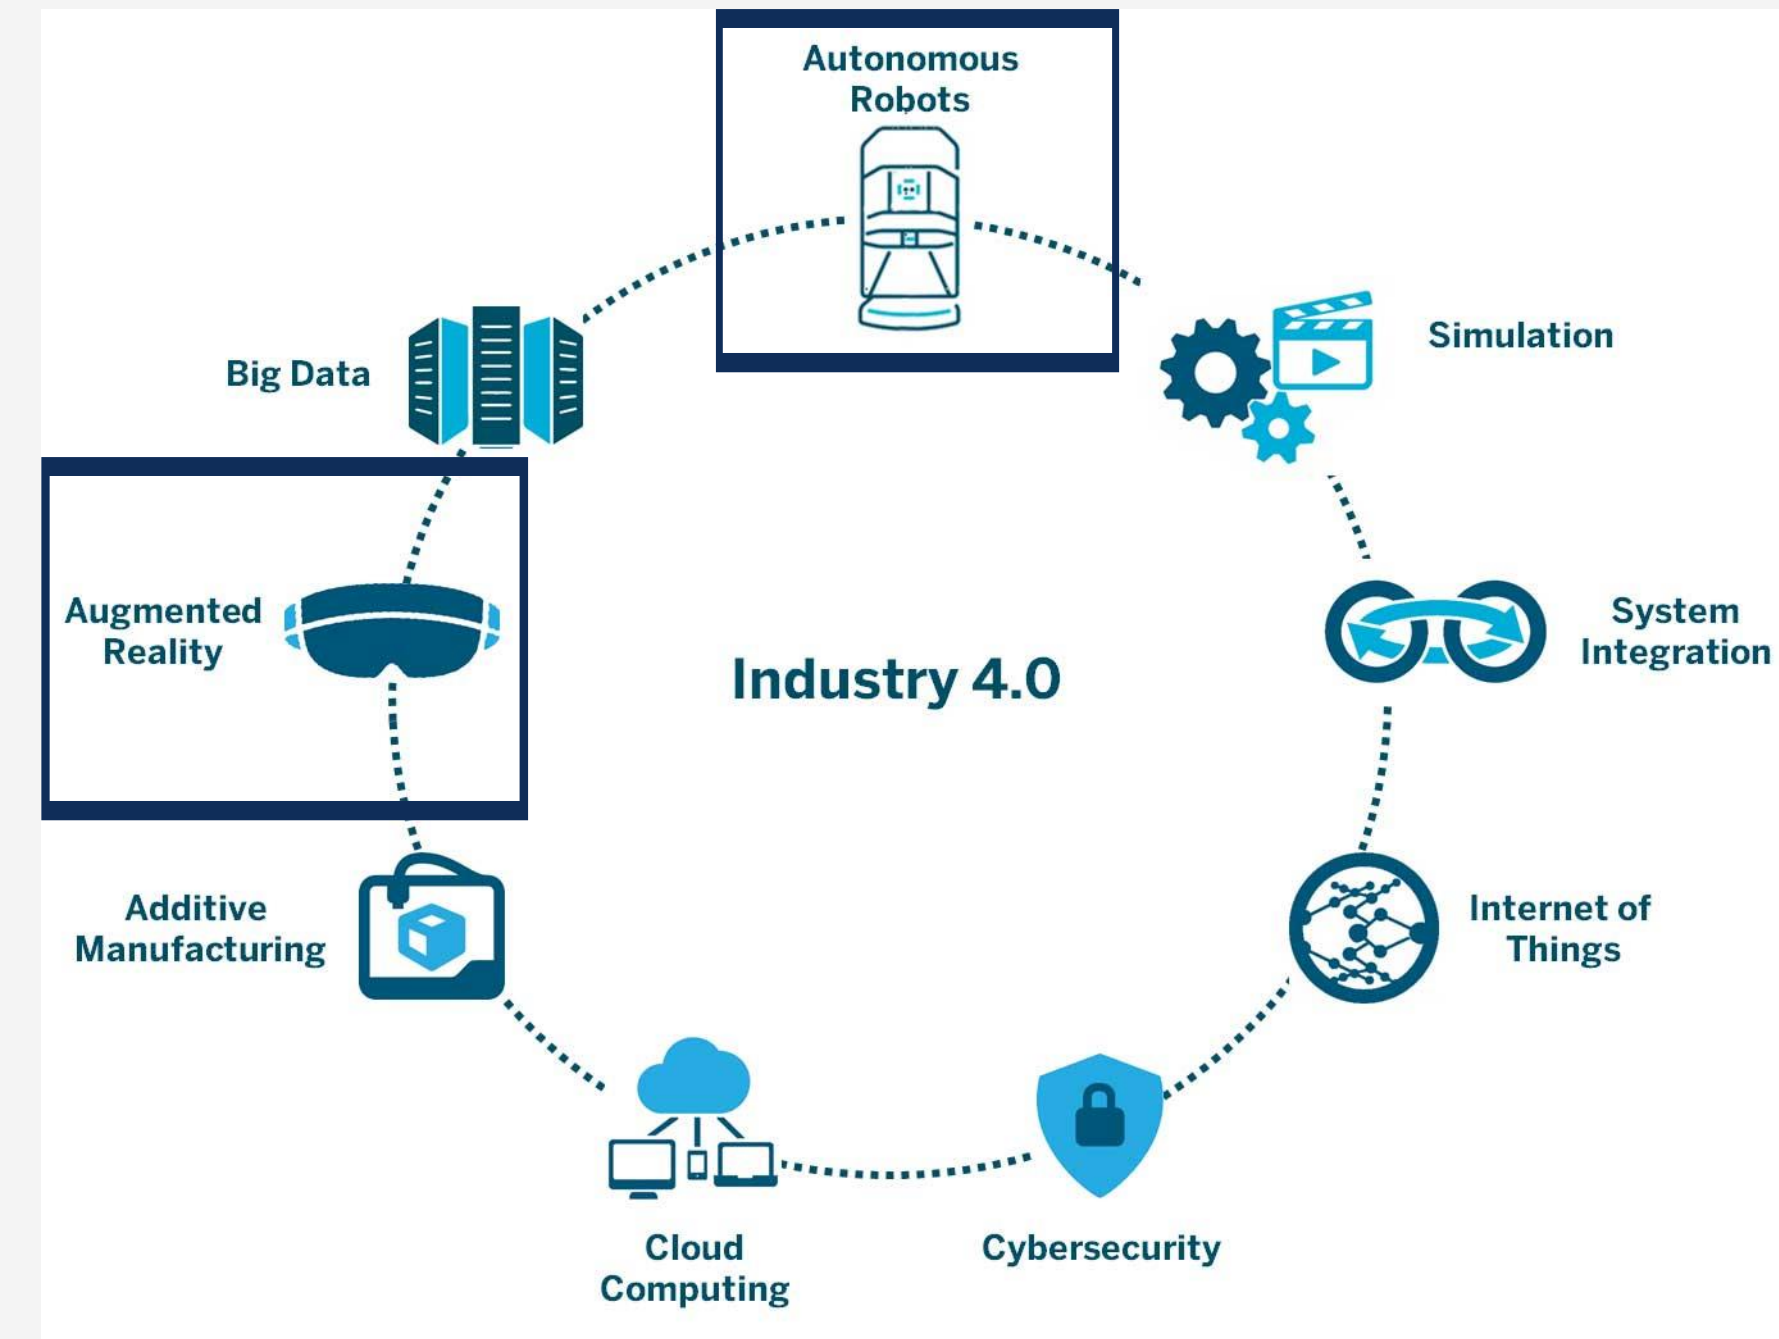 Autonomous
Robots
Simulation
Big Data
System
Integration
Augmented
Reality
Industry 4.0
Internet of
Things
Additive
Manufacturing
Cloud
Computing
Cybersecurity